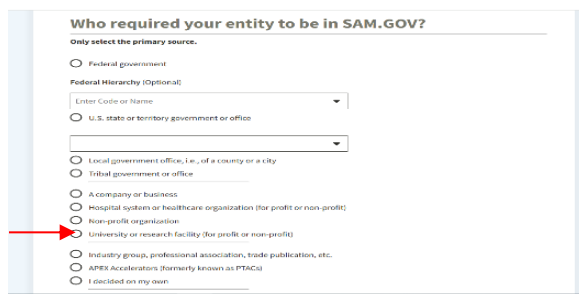 Who required your entity to be in SAM.GOV?
Only select the primary source.
Federal government
Federal Hierarchy (Optional)
Enter Code or Name
U.S. state or territory government or office
Local government office, i.e., of a county or a city
Tribal government or office
A company or business
Hospital system or healthcare organization (for profit or non-profit)
Non-profit organization
University or research facility (for profit or non-profit)
Industry group, professional association, trade publication, etc.
APEX Accelerators (formerly known as PTACs)
I decided on my own